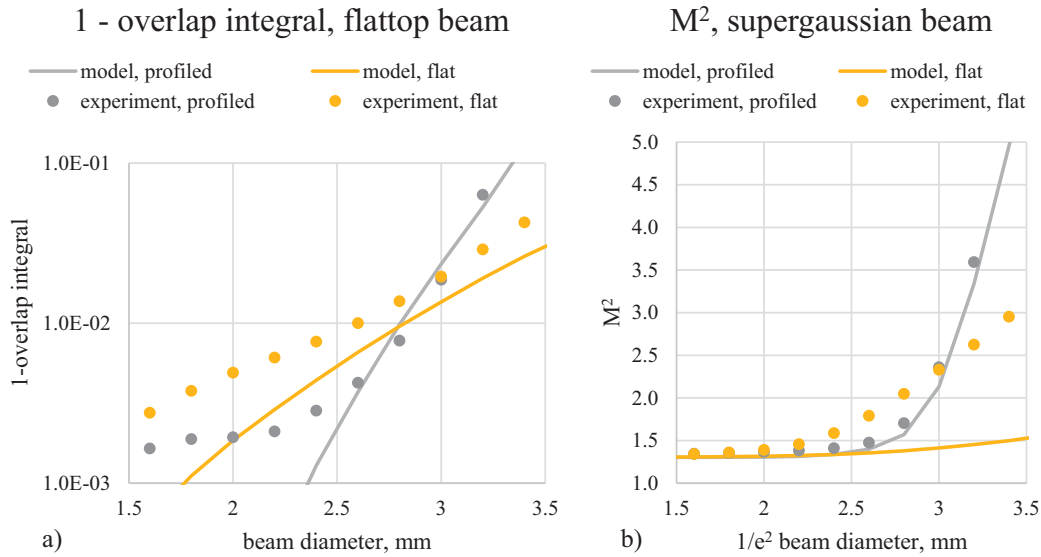 1 - overlap integral, flattop beam
model, profiled
model, flat
experiment, profiled
experiment, flat
1.0E-01
1.0E-02
1.0E-03
1-overlap integral
1.5
2
2.5
3
3.5
a)
beam diameter, mm
M², supergaussian beam
model, profiled
model, flat
experiment, profiled
experiment, flat
5.0
4.5
4.0
3.5
3.0
2.5
2.0
1.5
1.0
M²
1.5
2
2.5
3
3.5
b)
1/e² beam diameter, mm